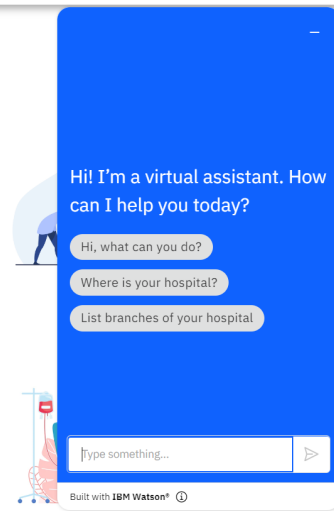 Hi! I’m a virtual assistant. How
can I help you today?
Hi, what can you do?
Where is your hospital?
List branches of your hospital
Type something...
Built with IBM Watson®